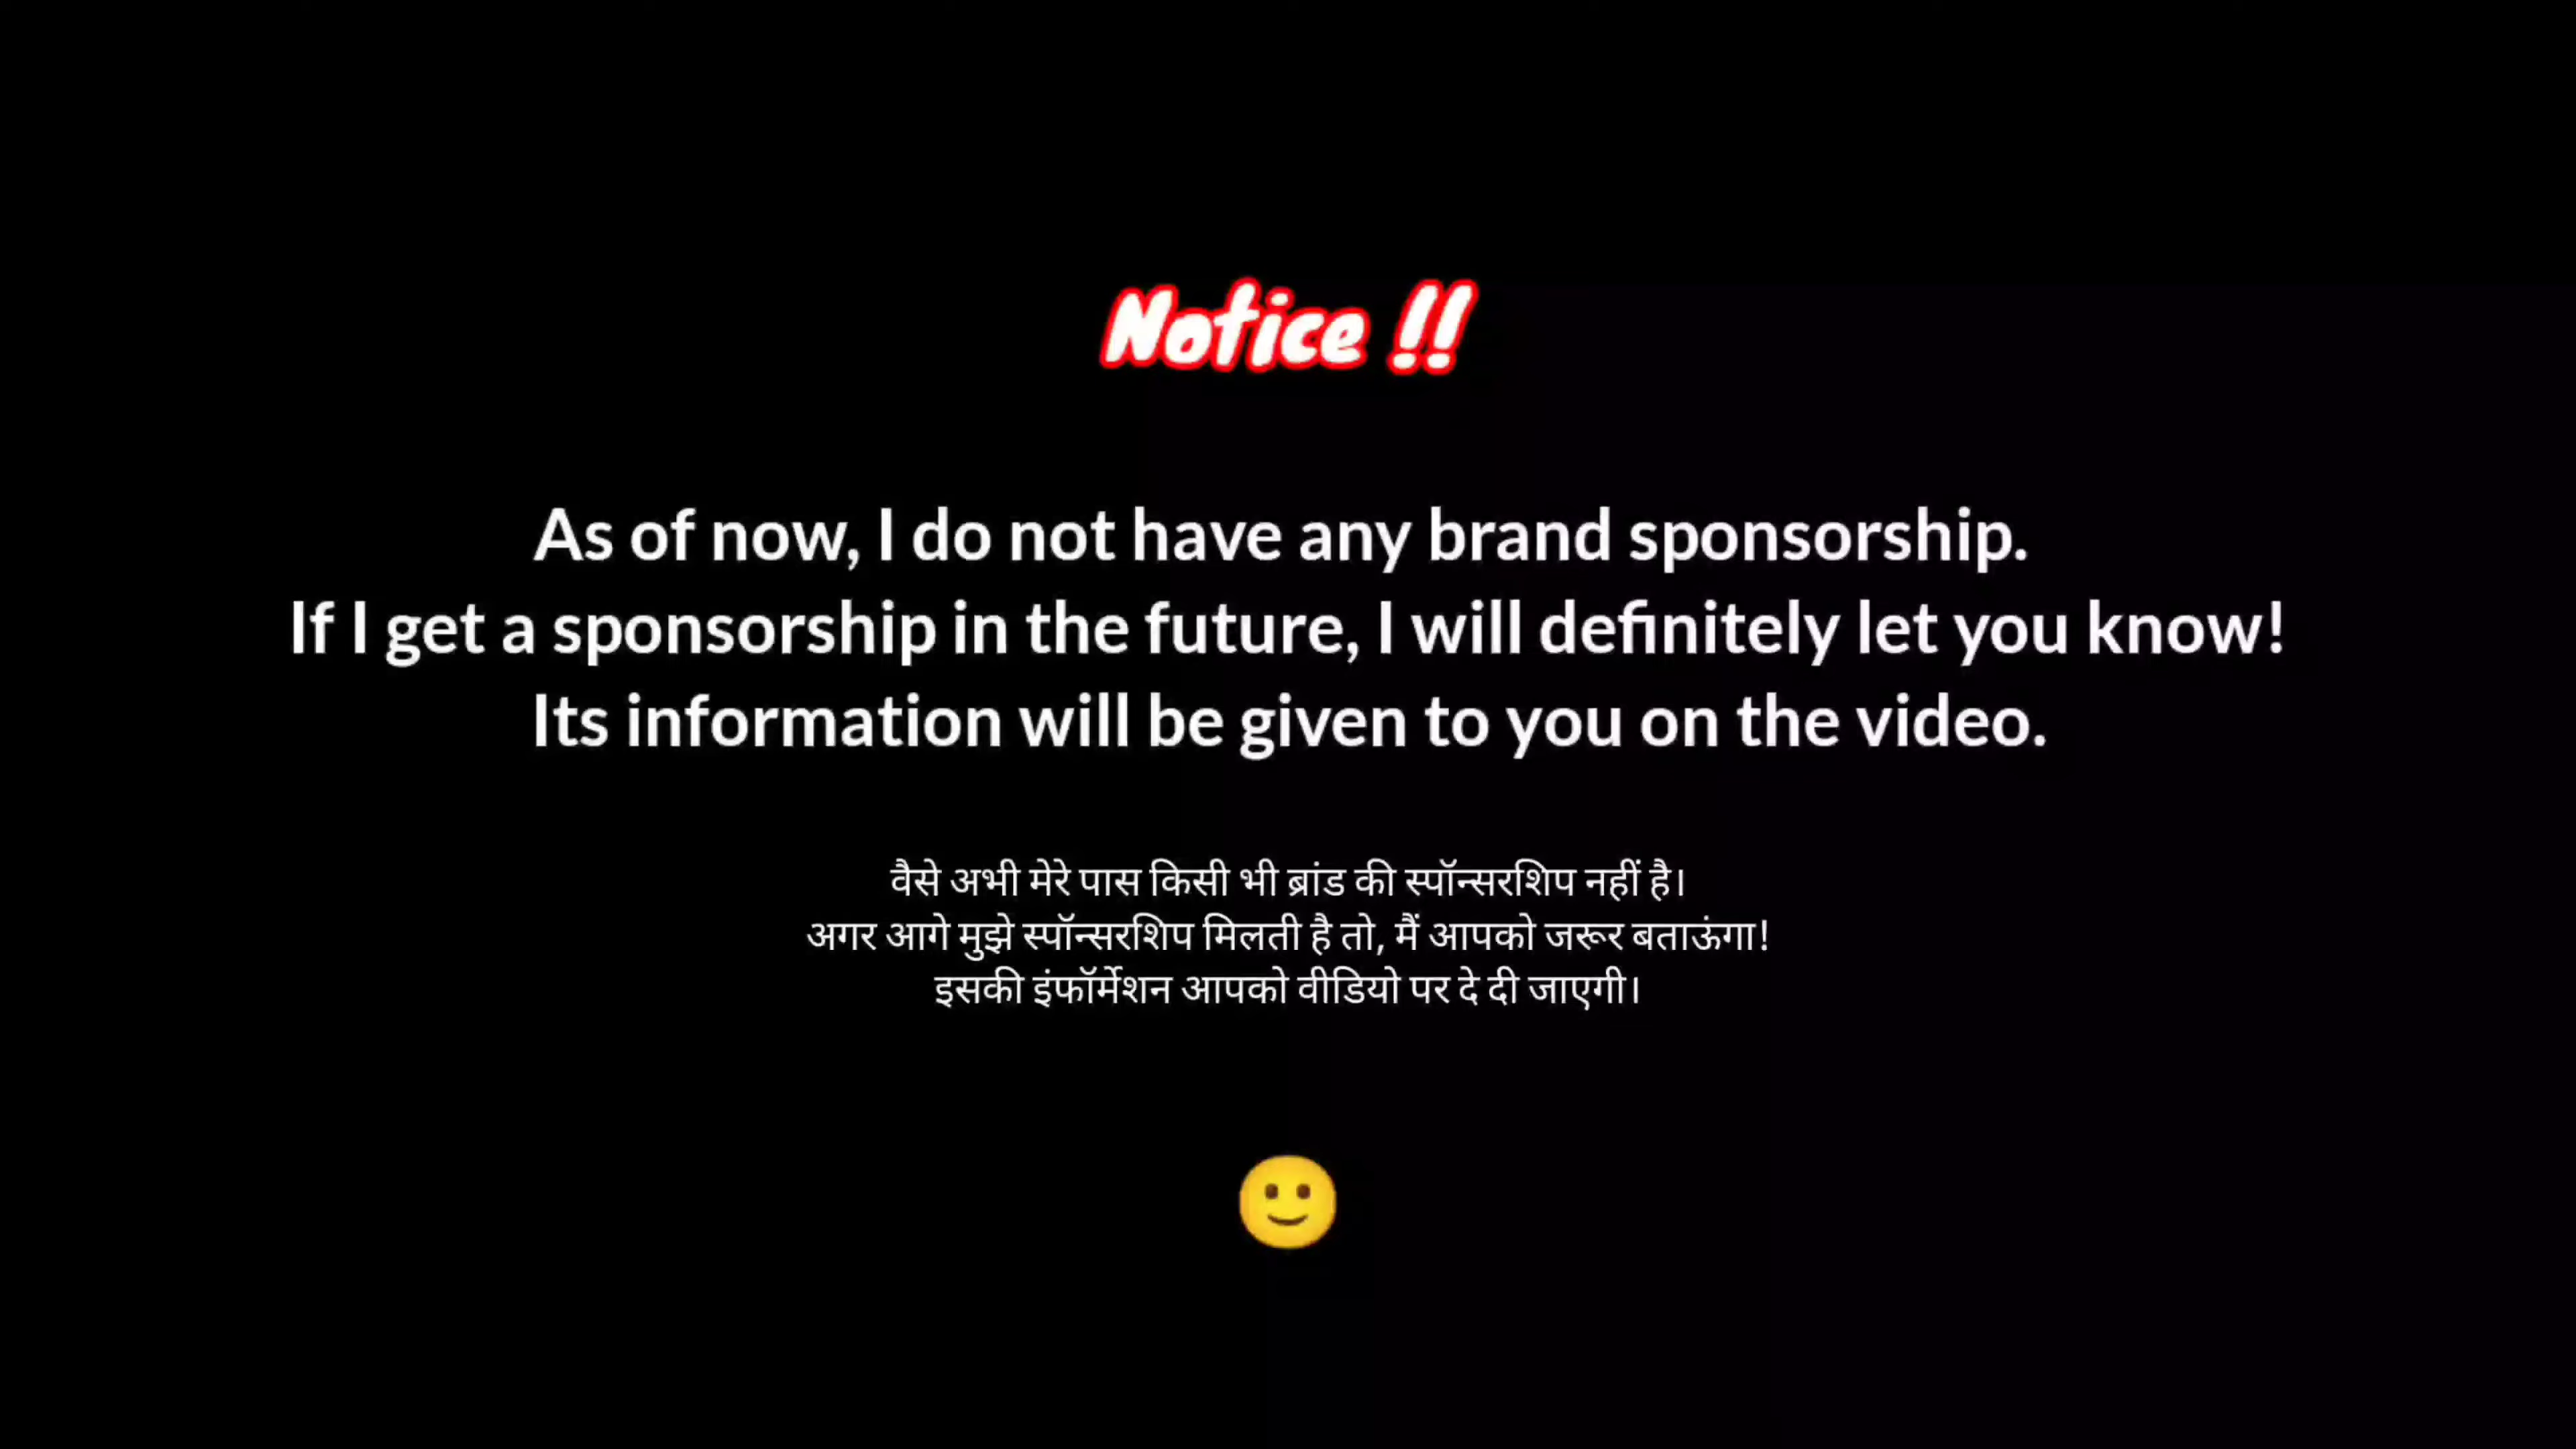 Notice !!
As of now, I do not have any brand sponsorship.
If I get a sponsorship in the future, I will definitely let you know!
Its information will be given to you on the video.
वैसे अभी मेरे पास किसी भी ब्रांड की स्पॉन्सरशिप नहीं है।
अगर आगे मुझे स्पॉन्सरशिप मिलती है तो, मैं आपको जरूर बताऊंगा!
इसकी इंफॉर्मेशन आपको वीडियो पर दे दी जाएगी।